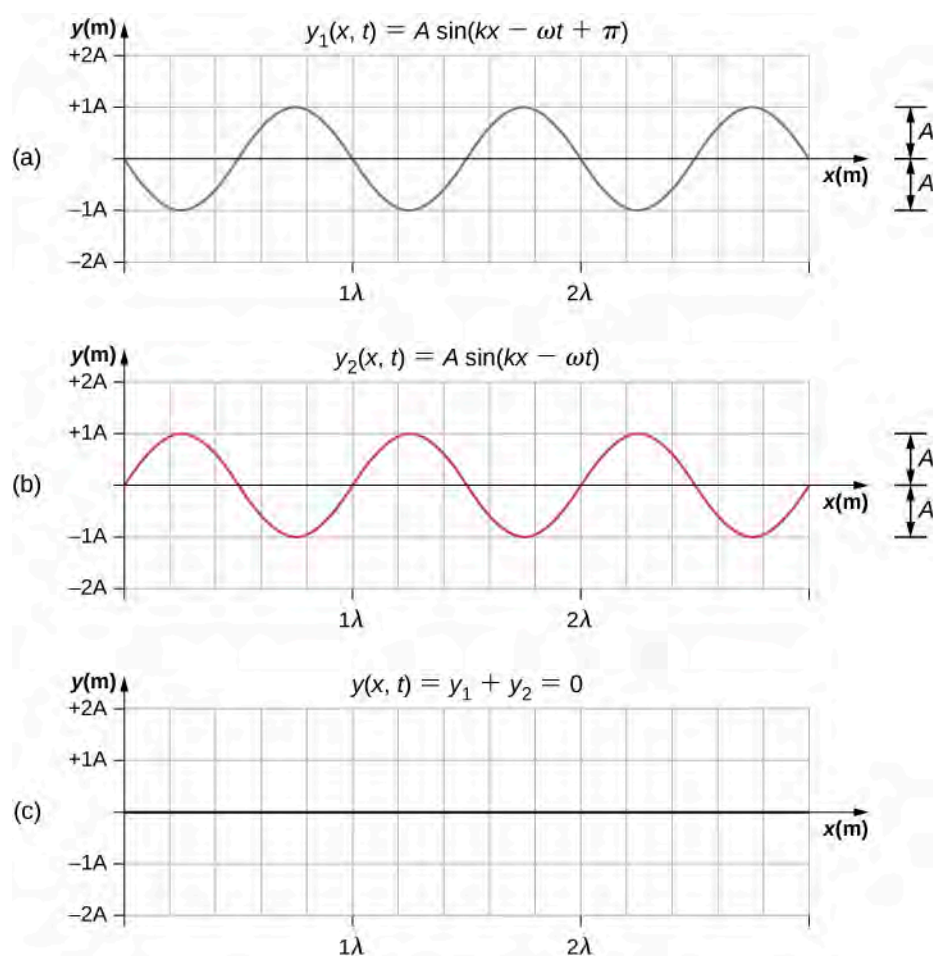 y(m)
y₁(x, t) = A sin(kx − ωt + π)
+2A
+1A
(a)
–1A
–2A
x(m)
A
A
1λ
2λ
y(m)
y₂(x, t) = A sin(kx − ωt)
+2A
+1A
(b)
–1A
–2A
x(m)
A
A
1λ
2λ
y(m)
y(x, t) = y₁ + y₂ = 0
+2A
+1A
(c)
–1A
–2A
x(m)
1λ
2λ